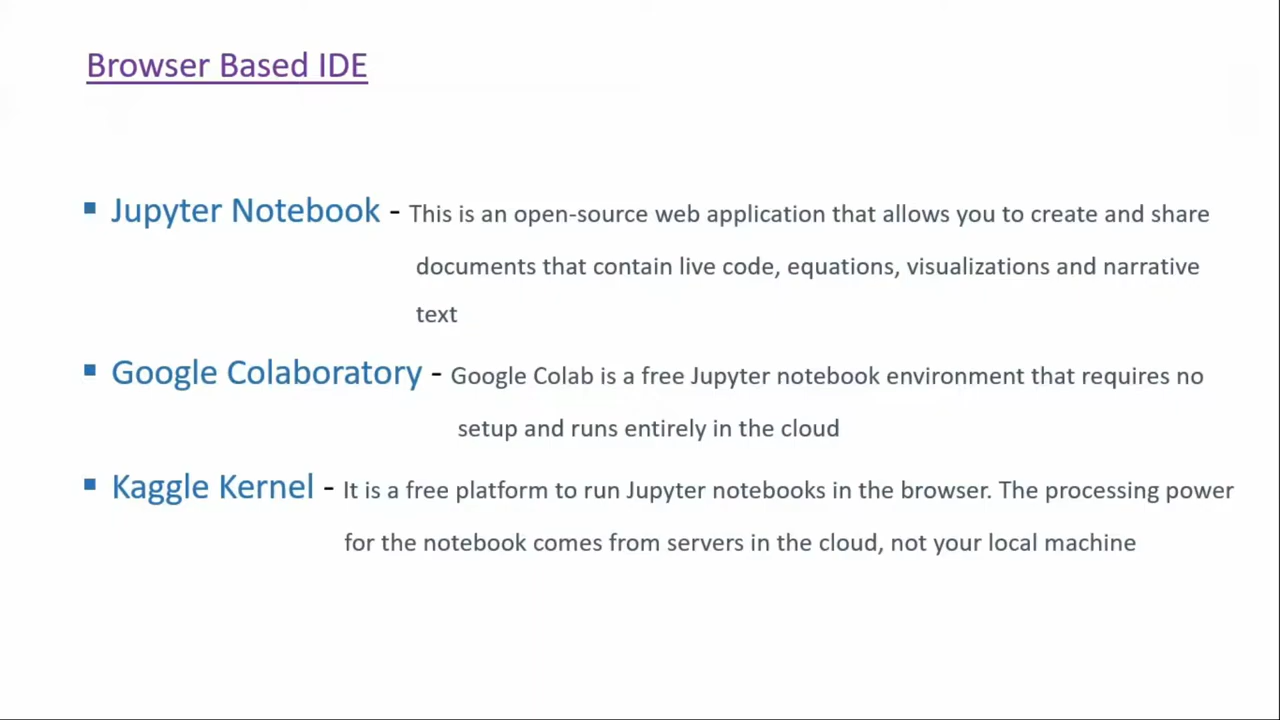 Browser Based IDE
▪ Jupyter Notebook - This is an open-source web application that allows you to create and share
documents that contain live code, equations, visualizations and narrative
text
▪ Google Colaboratory - Google Colab is a free Jupyter notebook environment that requires no
setup and runs entirely in the cloud
▪ Kaggle Kernel - It is a free platform to run Jupyter notebooks in the browser. The processing power
for the notebook comes from servers in the cloud, not your local machine